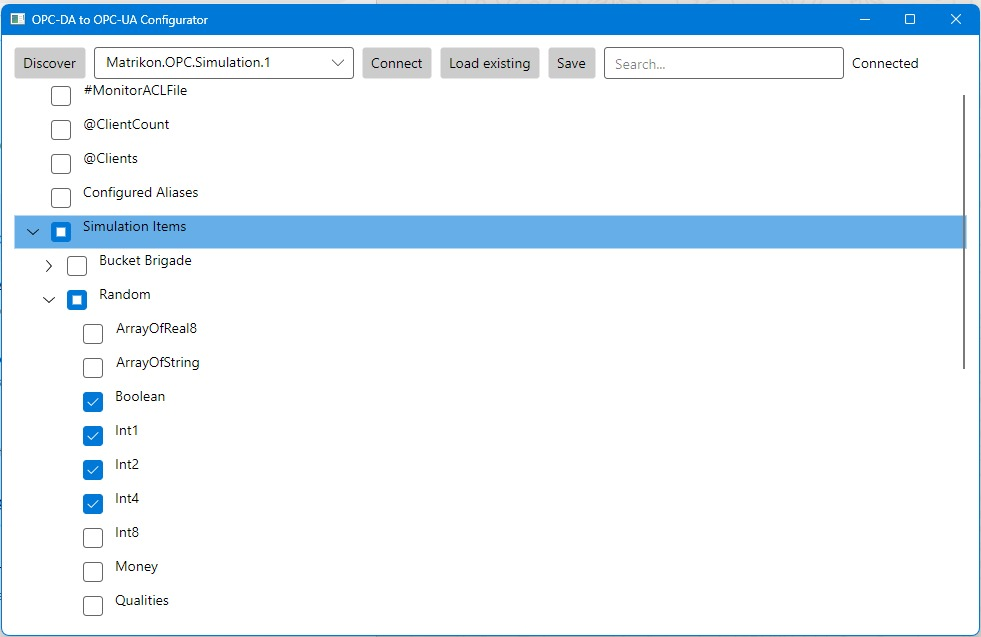 OPC-DA to OPC-UA Configurator
Discover Matrikon.OPC.Simulation.1 Connect Load existing Save Search... Connected
#MonitorACLFile
@ClientCount
@Clients
Configured Aliases
Simulation Items
Bucket Brigade
Random
ArrayOfReal8
ArrayOfString
Boolean
Int1
Int2
Int4
Int8
Money
Qualities